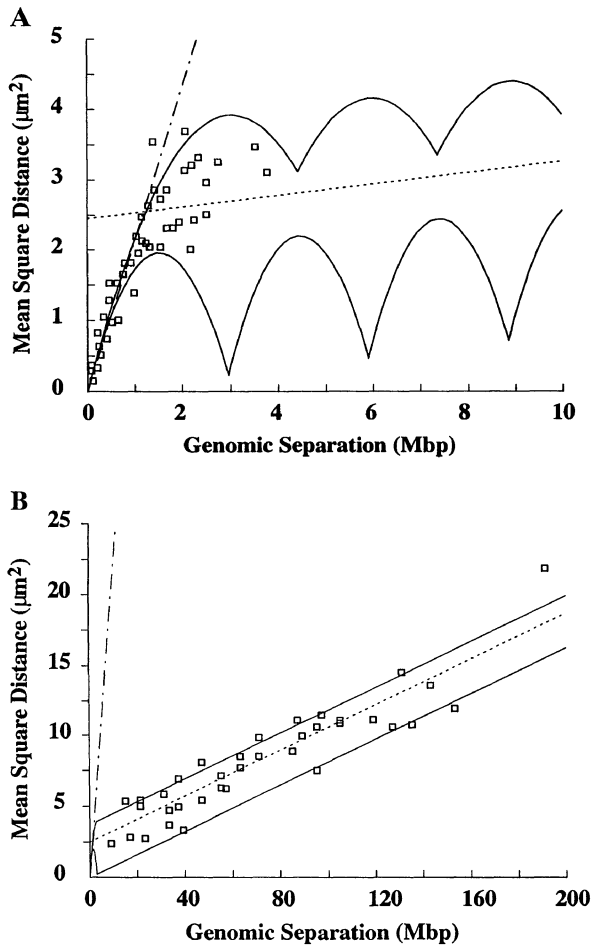 A
5
4
3
2
1
0
Mean Square Distance (μm²)
0 2 4 6 8 10
Genomic Separation (Mbp)
B
25
20
15
10
5
0
Mean Square Distance (μm²)
0 40 80 120 160 200
Genomic Separation (Mbp)